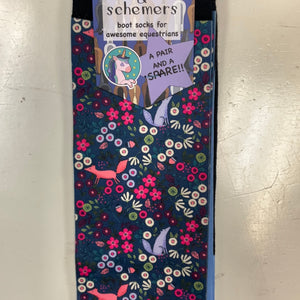 & 
schemers
boot socks for
awesome equestrians
A PAIR
AND A
SPARE!!